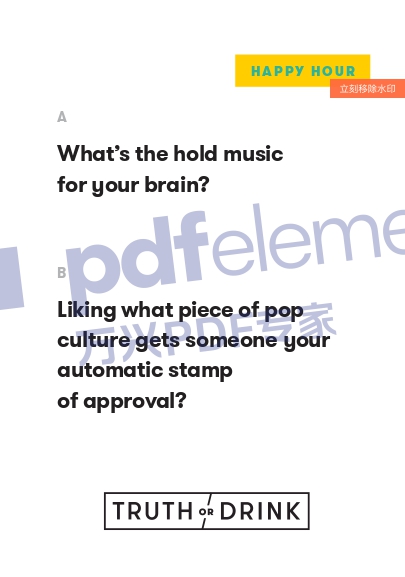 HAPPY HOUR
立刻移除水印
A
What's the hold music
for your brain?
pdfeleme
B
Liking what piece of pop
culture gets someone your
automatic stamp
of approval?
万兴PDF专家
TRUTH OR DRINK